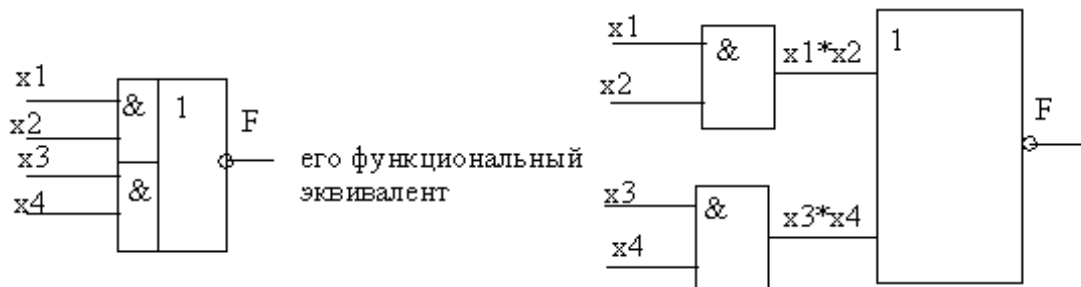 x1
x2
x3
x4
&
&
1
F
его функциональный
эквивалент
x1
x2
&
x1*x2
x3
x4
&
x3*x4
1
F